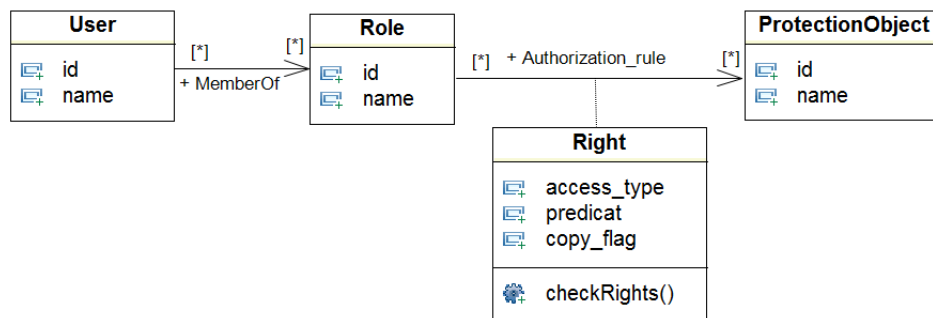 User
id
name
[*]
+ MemberOf
[*]
Role
id
name
[*]
+ Authorization_rule
[*]
ProtectionObject
id
name
Right
access_type
predicat
copy_flag
checkRights()